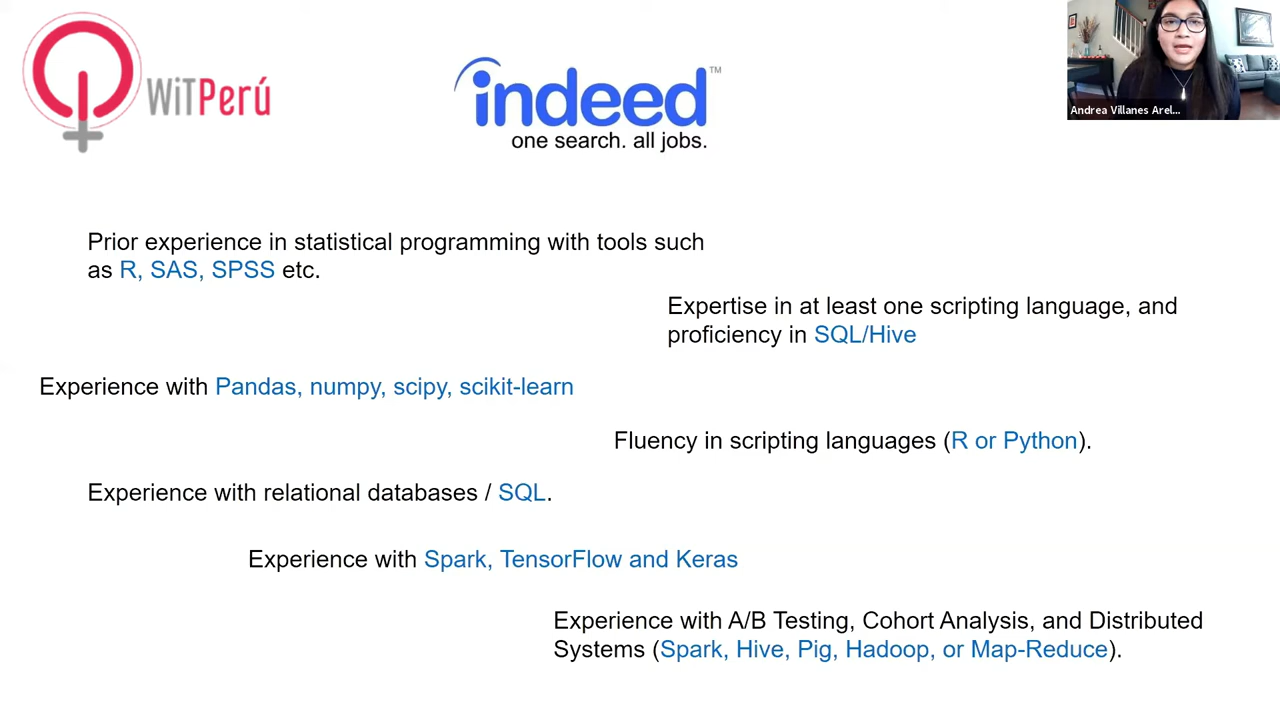 WiTPerú
indeed™
one search. all jobs.
Andrea Villanes Arel...
Prior experience in statistical programming with tools such
as R, SAS, SPSS etc.
Expertise in at least one scripting language, and
proficiency in SQL/Hive
Experience with Pandas, numpy, scipy, scikit-learn
Fluency in scripting languages (R or Python).
Experience with relational databases / SQL.
Experience with Spark, TensorFlow and Keras
Experience with A/B Testing, Cohort Analysis, and Distributed
Systems (Spark, Hive, Pig, Hadoop, or Map-Reduce).